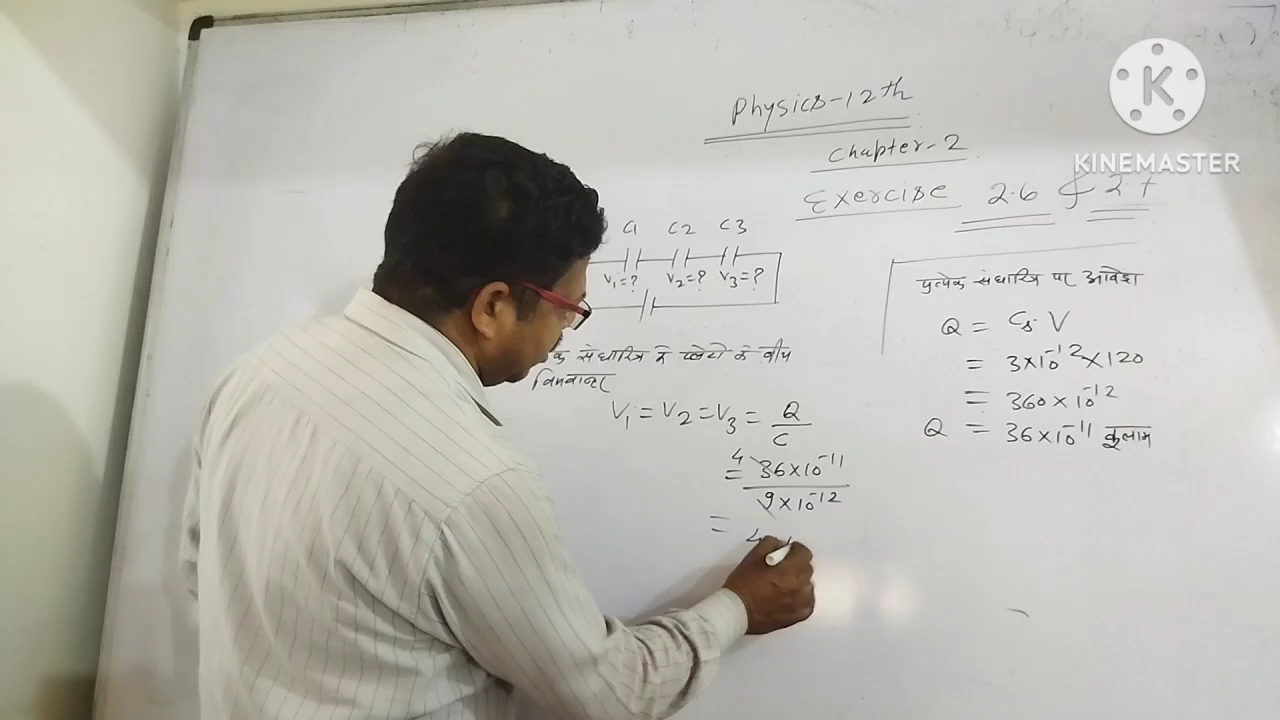 Physics-12th
Chapter-2
Exercise 2.6 & 2.7
KINEMASTER
C1 C2 C3
V₁=? V₂=? V₃=?
क संधारित्र में प्लेटो के बीच
विभवान्तर
V₁ = V₂ = V₃ = Q/C
= 4 36×10⁻¹¹ / 9×10⁻¹²
= 4
प्रत्येक संधारित्र पर आवेश
Q = Cs. V
= 3×10⁻¹²×120
= 360×10⁻¹²
Q = 36×10⁻¹¹ कूलाम